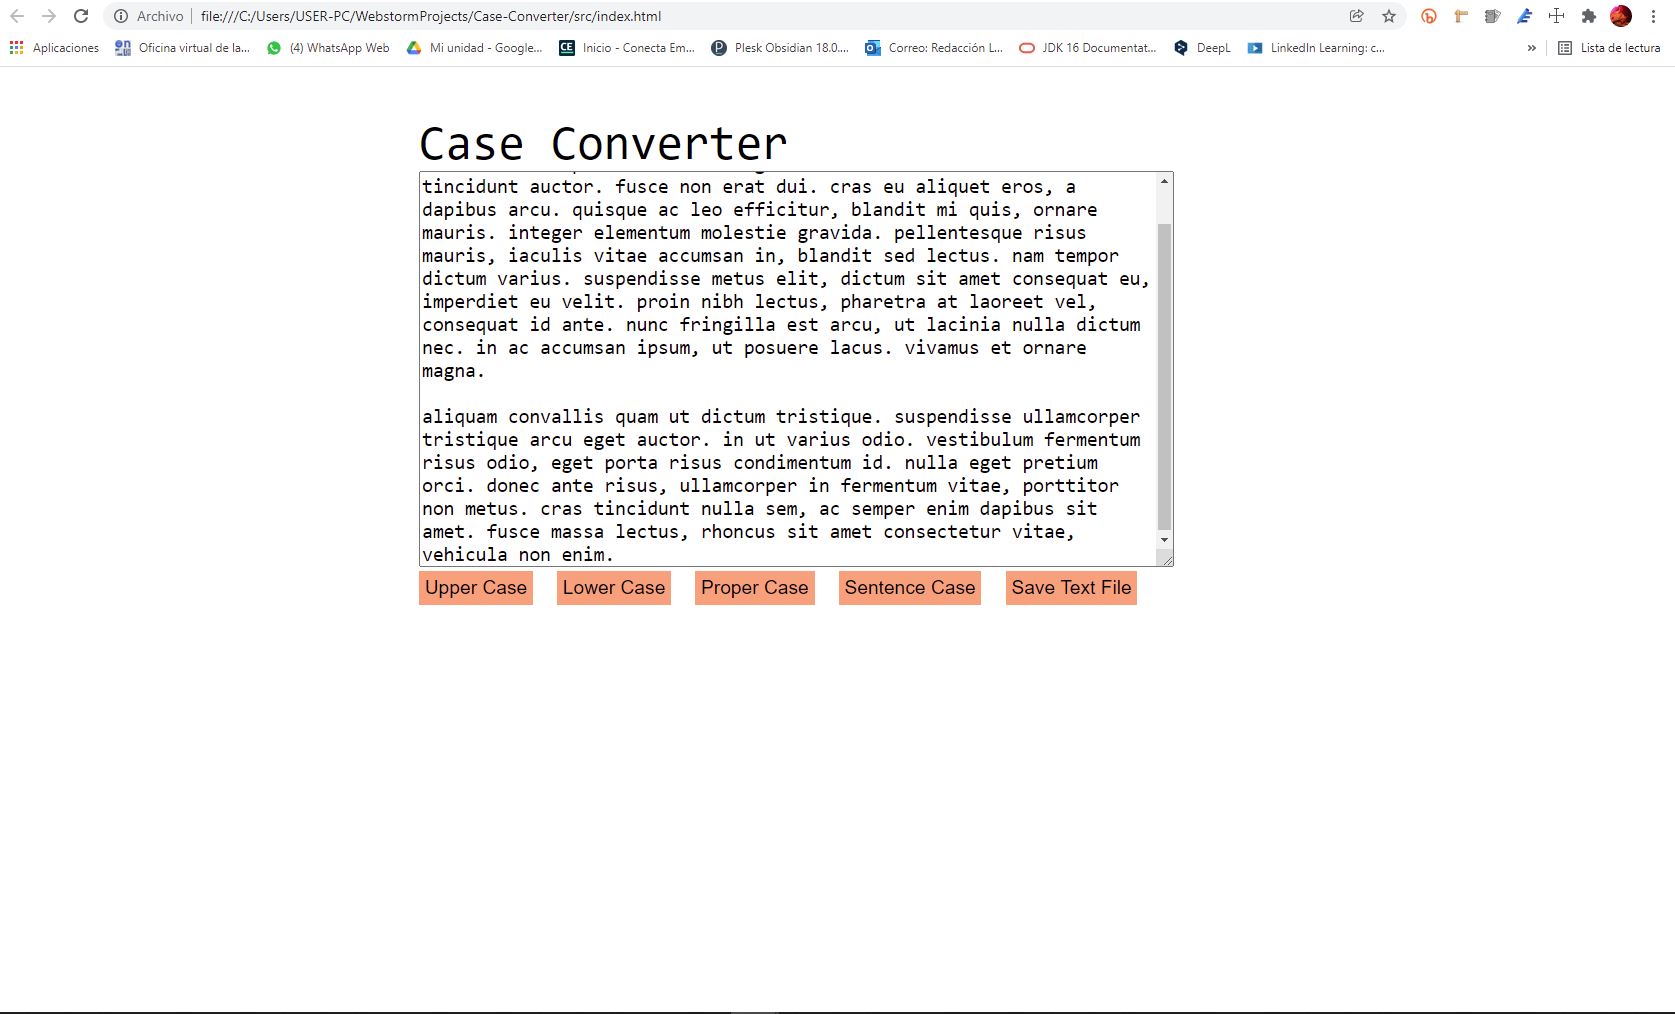 Archivo file:///C:/Users/USER-PC/WebstormProjects/Case-Converter/src/index.html
Aplicaciones Oficina virtual de la... (4) WhatsApp Web Mi unidad - Google... CE Inicio - Conecta Em... P Plesk Obsidian 18.0.... Correo: Redacción L... JDK 16 Documentat... DeepL LinkedIn Learning: c... » Lista de lectura
Case Converter
tincidunt auctor. fusce non erat dui. cras eu aliquet eros, a
dapibus arcu. quisque ac leo efficitur, blandit mi quis, ornare
mauris. integer elementum molestie gravida. pellentesque risus
mauris, iaculis vitae accumsan in, blandit sed lectus. nam tempor
dictum varius. suspendisse metus elit, dictum sit amet consequat eu,
imperdiet eu velit. proin nibh lectus, pharetra at laoreet vel,
consequat id ante. nunc fringilla est arcu, ut lacinia nulla dictum
nec. in ac accumsan ipsum, ut posuere lacus. vivamus et ornare
magna.
aliquam convallis quam ut dictum tristique. suspendisse ullamcorper
tristique arcu eget auctor. in ut varius odio. vestibulum fermentum
risus odio, eget porta risus condimentum id. nulla eget pretium
orci. donec ante risus, ullamcorper in fermentum vitae, porttitor
non metus. cras tincidunt nulla sem, ac semper enim dapibus sit
amet. fusce massa lectus, rhoncus sit amet consectetur vitae,
vehicula non enim.
Upper Case Lower Case Proper Case Sentence Case Save Text File